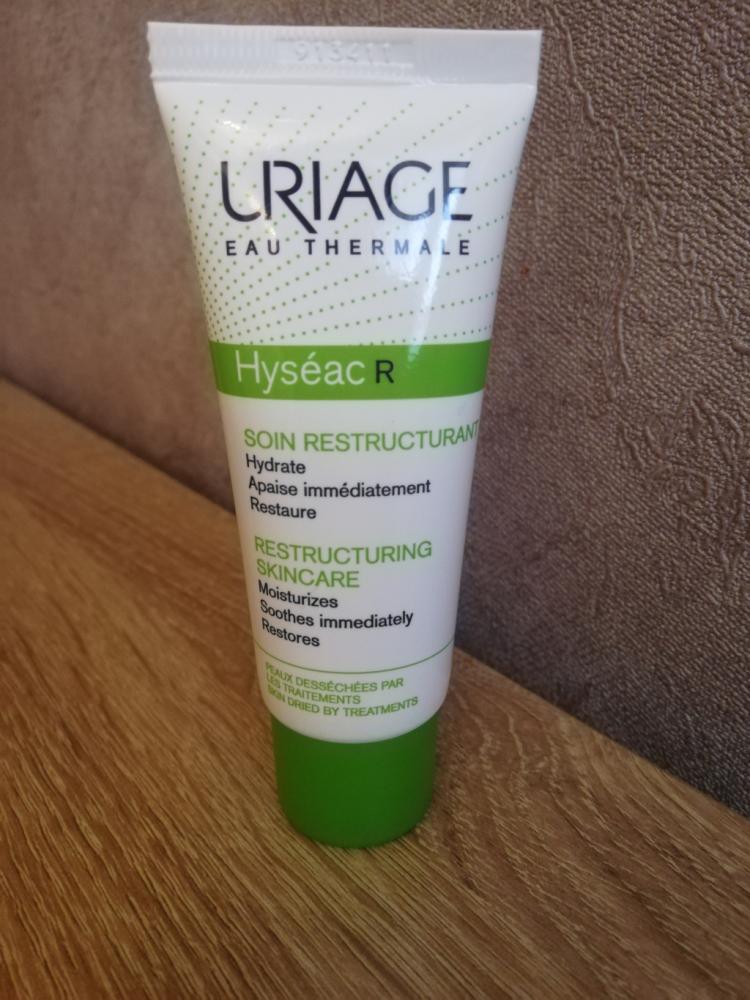 913411
URIAGE
EAU THERMALE
Hyséac R
SOIN RESTRUCTURANT
Hydrate
Apaise immédiatement
Restaure
RESTRUCTURING
SKINCARE
Moisturizes
Soothes immediately
Restores
PEAUX DESSÉCHÉES PAR
LES TRAITEMENTS
SKIN DRIED BY TREATMENTS